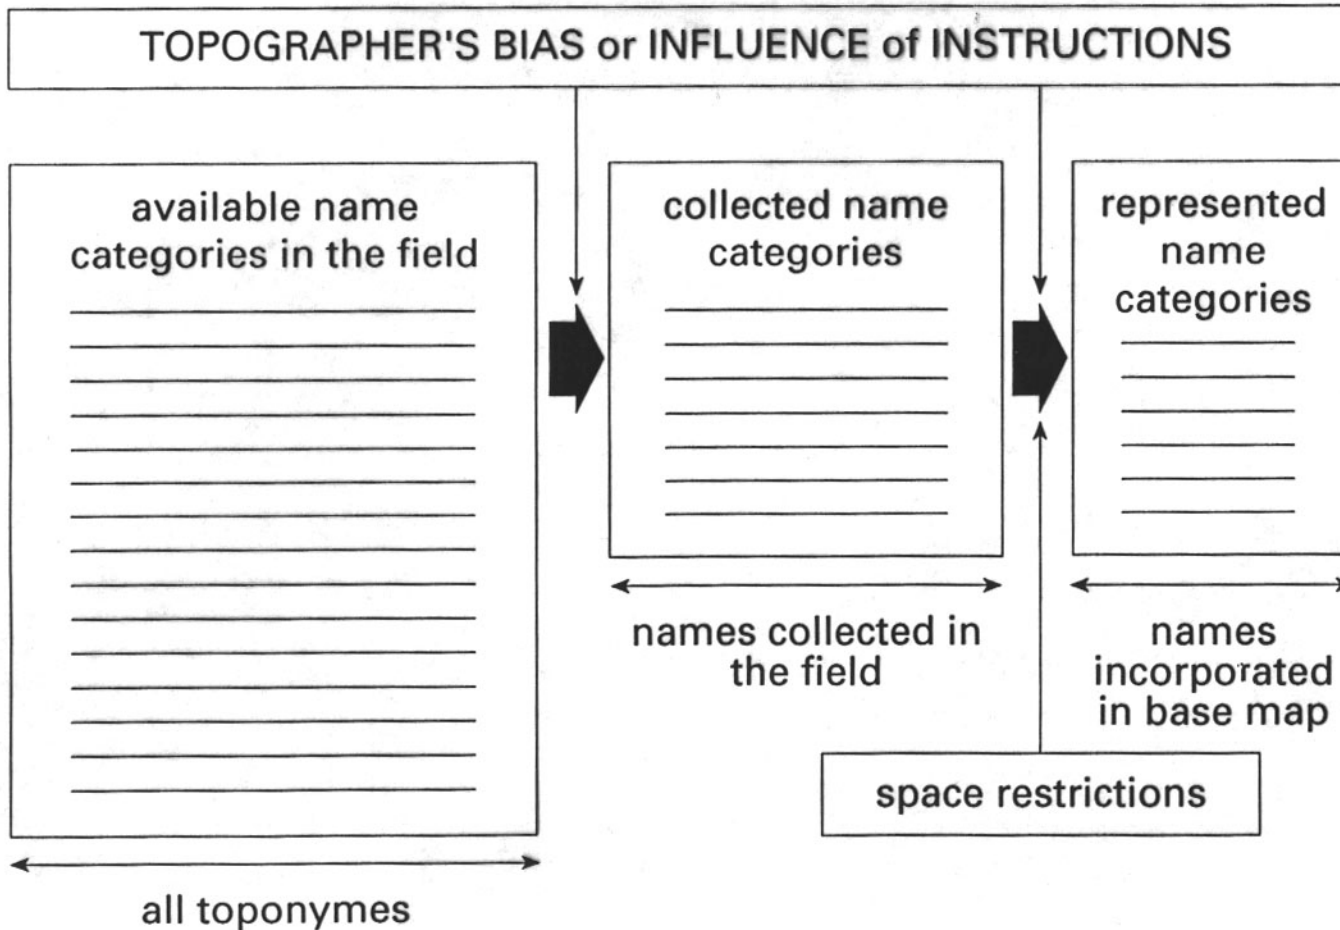 TOPOGRAPHER'S BIAS or INFLUENCE of INSTRUCTIONS
available name
categories in the field
collected name
categories
represented
name
categories
names collected in
the field
names
incorporated
in base map
space restrictions
all toponymes